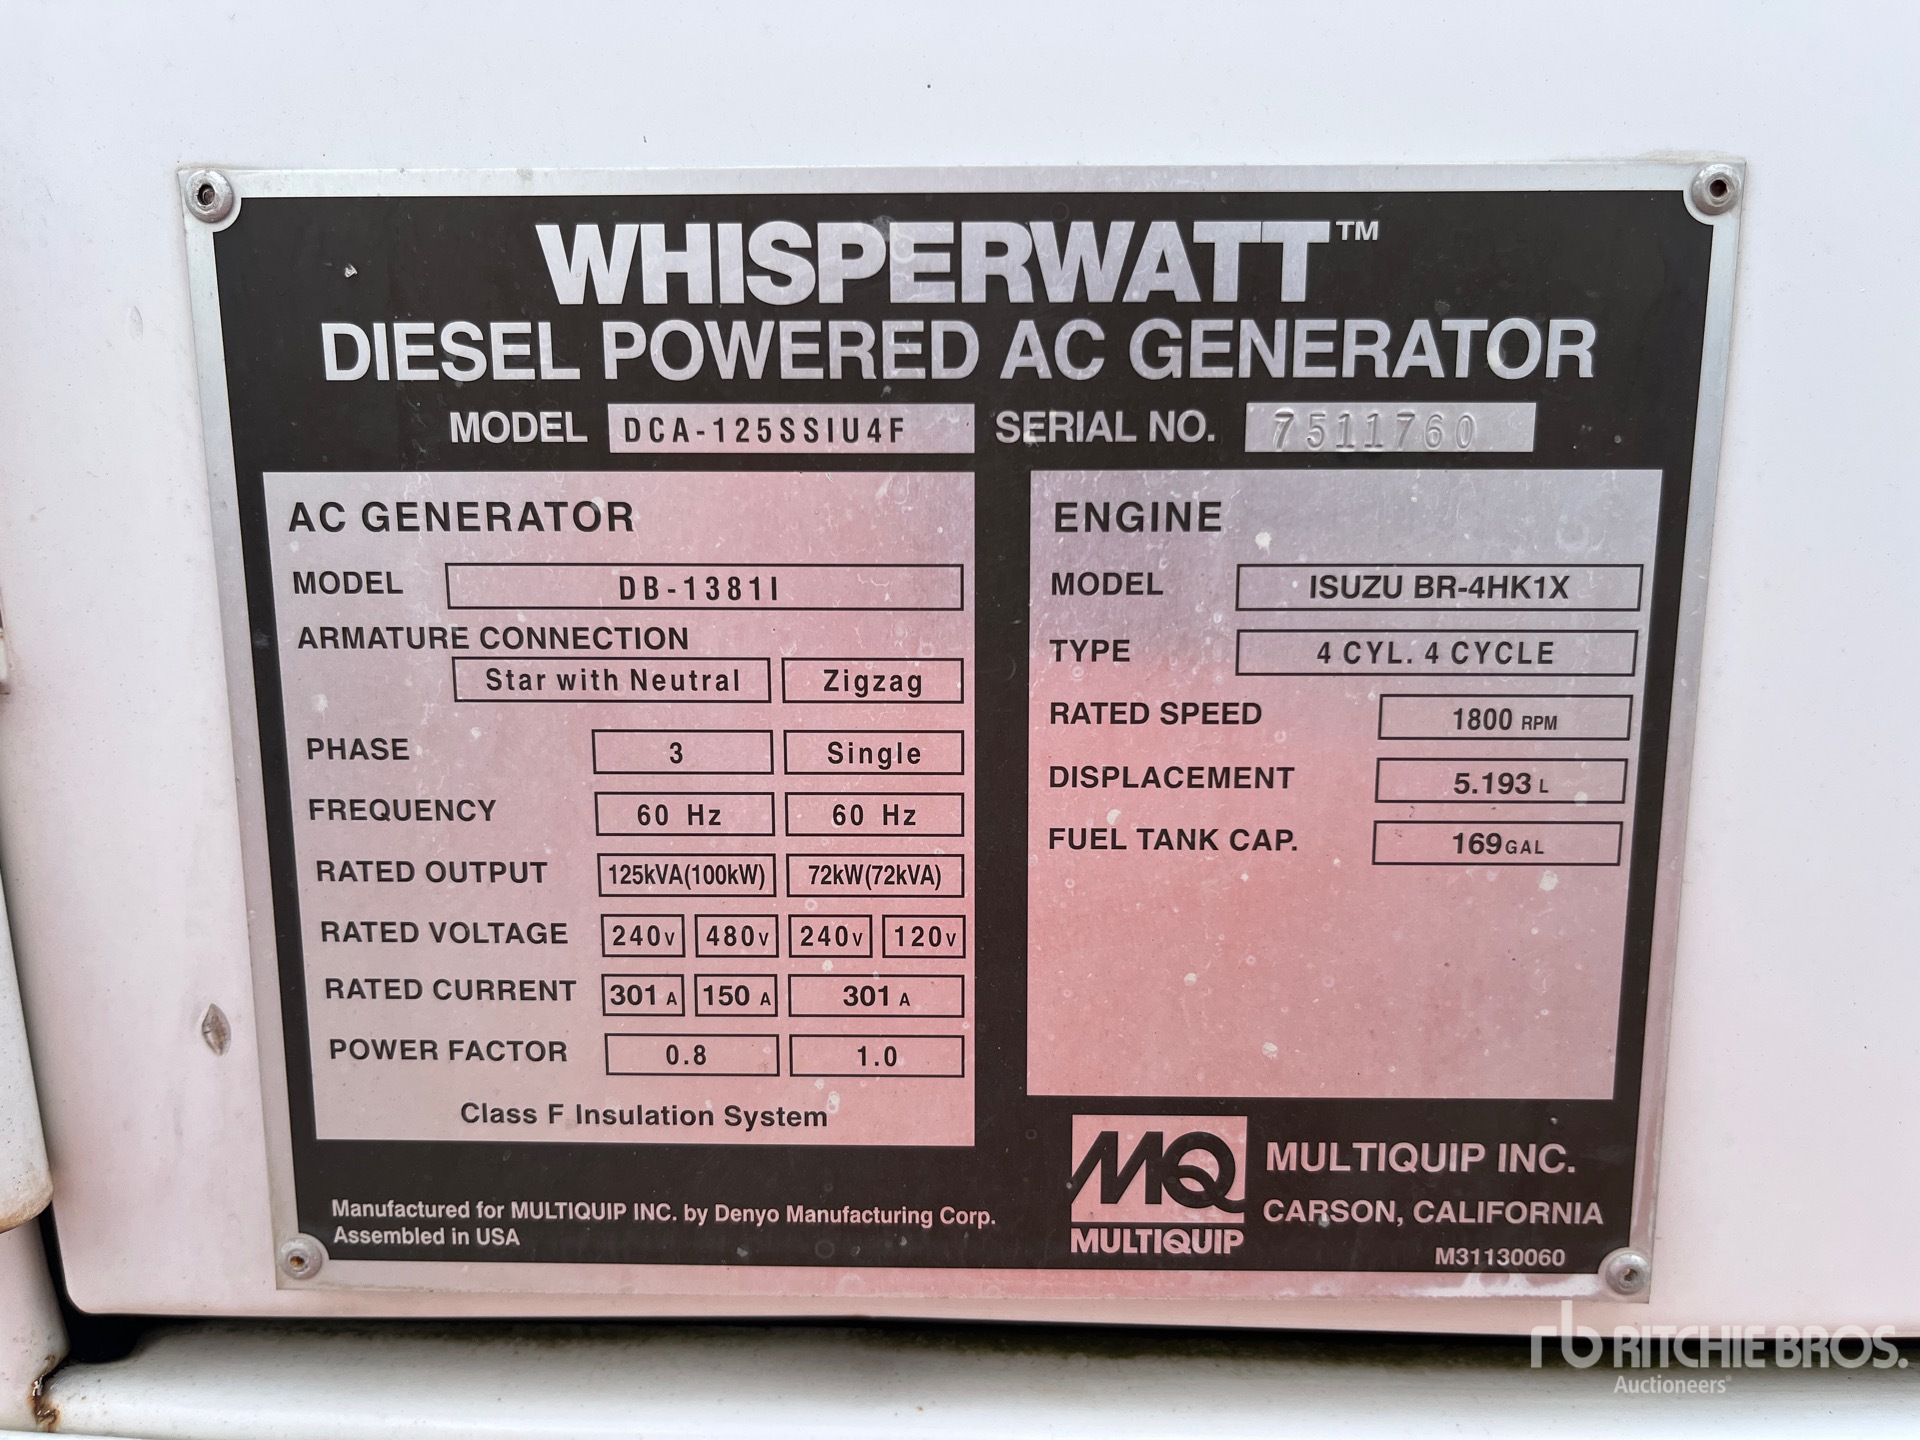 WHISPERWATT™
DIESEL POWERED AC GENERATOR
MODEL DCA-125SSIU4F SERIAL NO. 7511760
AC GENERATOR
MODEL DB-1381I
ARMATURE CONNECTION
Star with Neutral Zigzag
PHASE 3 Single
FREQUENCY 60 Hz 60 Hz
RATED OUTPUT 125kVA(100kW) 72kW(72kVA)
RATED VOLTAGE 240V 480V 240V 120V
RATED CURRENT 301 A 150 A 301 A
POWER FACTOR 0.8 1.0
Class F Insulation System
ENGINE
MODEL ISUZU BR-4HK1X
TYPE 4 CYL. 4 CYCLE
RATED SPEED 1800 RPM
DISPLACEMENT 5.193 L
FUEL TANK CAP. 169 GAL
Manufactured for MULTIQUIP INC. by Denyo Manufacturing Corp.
Assembled in USA
MQ
MULTIQUIP
MULTIQUIP INC.
CARSON, CALIFORNIA
M31130060
rb RITCHIE BROS.
Auctioneers